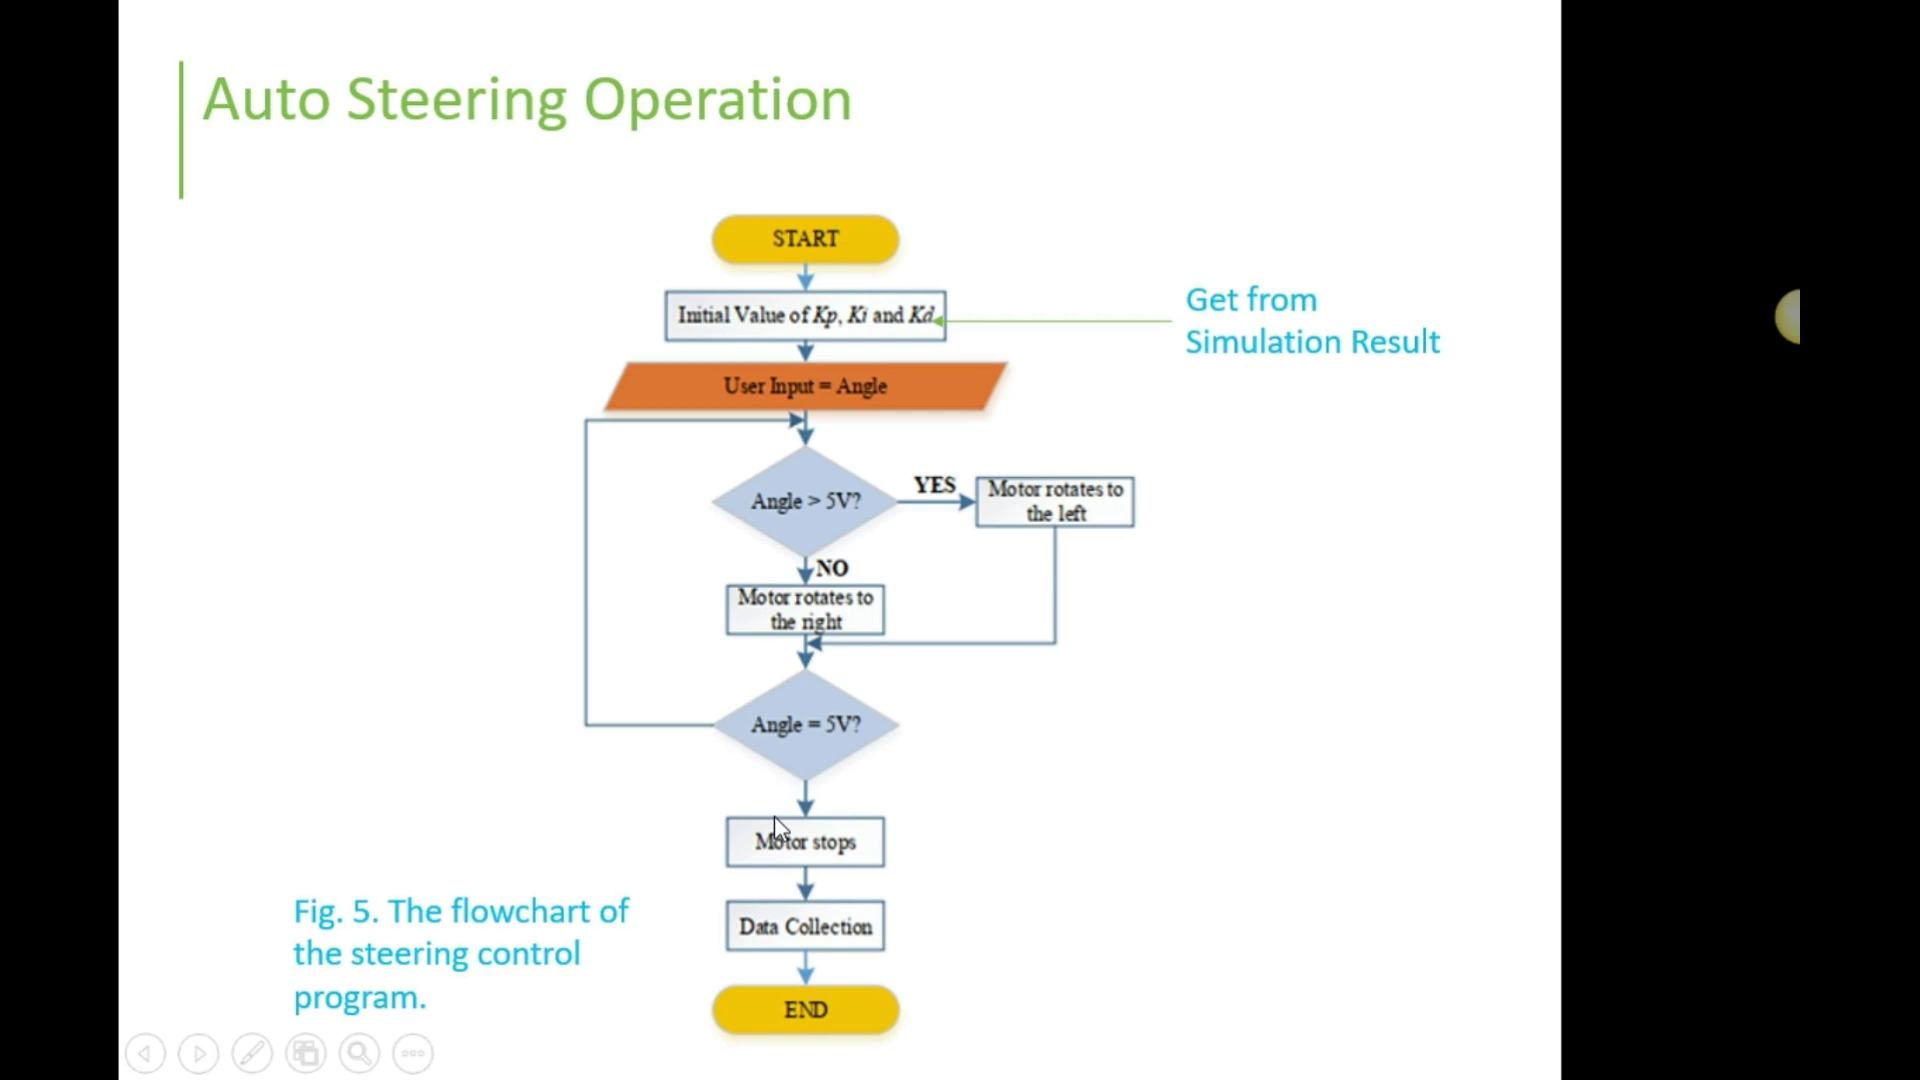 Auto Steering Operation
START
Initial Value of Kp, Ki and Kd
Get from
Simulation Result
User Input = Angle
Angle > 5V?
YES
Motor rotates to
the left
NO
Motor rotates to
the right
Angle = 5V?
Motor stops
Data Collection
END
Fig. 5. The flowchart of
the steering control
program.